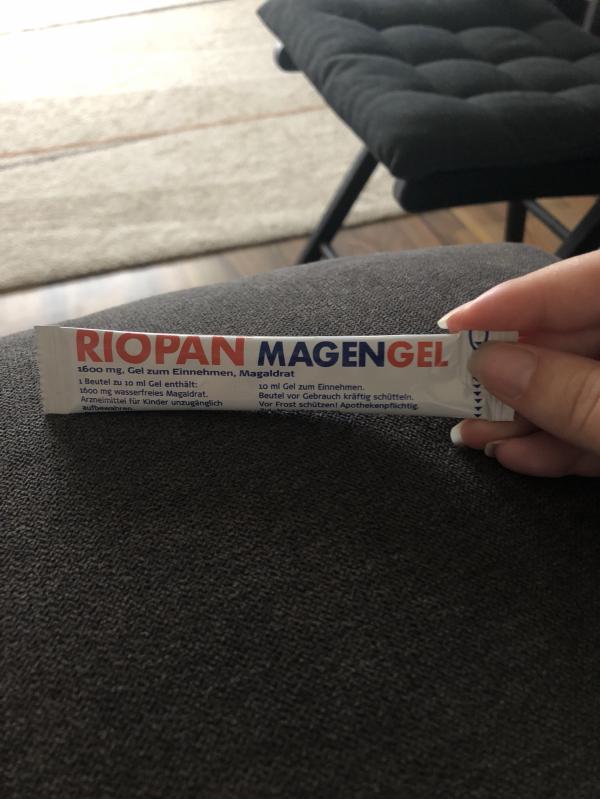 RIOPAN MAGENGEL
1600 mg, Gel zum Einnehmen, Magaldrat
1 Beutel zu 10 ml Gel enthält:
1600 mg wasserfreies Magaldrat.
Arzneimittel für Kinder unzugänglich
aufbewahren.
10 ml Gel zum Einnehmen.
Beutel vor Gebrauch kräftig schütteln.
Vor Frost schützen! Apothekenpflichtig.